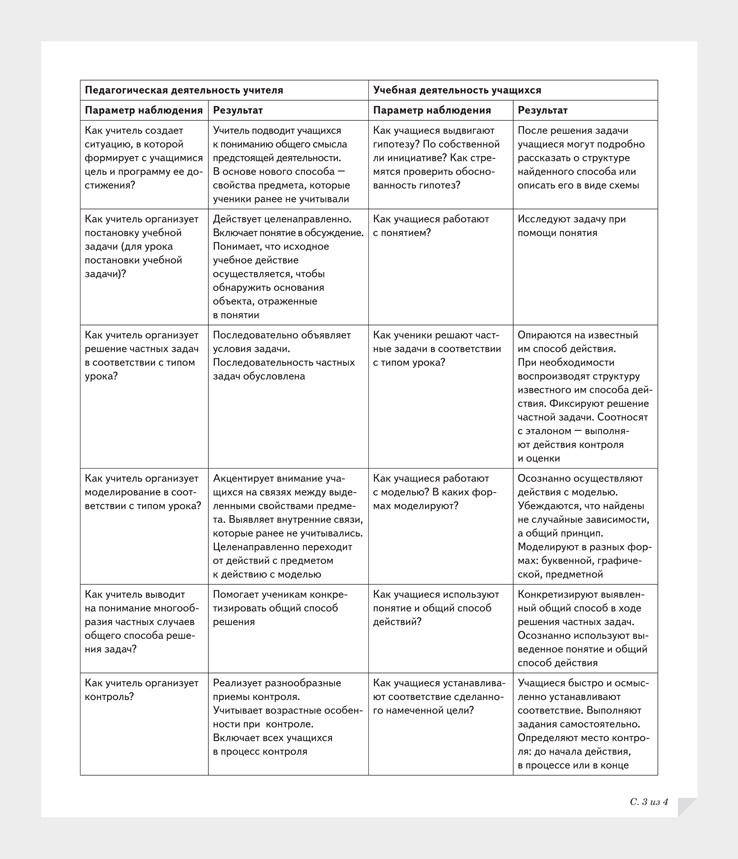 Педагогическая деятельность учителя
Учебная деятельность учащихся
Параметр наблюдения
Результат
Параметр наблюдения
Результат
Как учитель создает
ситуацию, в которой
формирует с учащимися
цель и программу ее до-
стижения?
Учитель подводит учащихся
к пониманию общего смысла
предстоящей деятельности.
В основе нового способа —
свойства предмета, которые
ученики ранее не учитывали
Как учащиеся выдвигают
гипотезу? По собственной
ли инициативе? Как стре-
мятся проверить обосно-
ванность гипотез?
После решения задачи
учащиеся могут подробно
рассказать о структуре
найденного способа или
описать его в виде схемы
Как учитель организует
постановку учебной
задачи (для урока
постановки учебной
задачи)?
Действует целенаправленно.
Включает понятие в обсуждение.
Понимает, что исходное
учебное действие
осуществляется, чтобы
обнаружить основания
объекта, отраженные
в понятии
Как учащиеся работают
с понятием?
Исследуют задачу при
помощи понятия
Как учитель организует
решение частных задач
в соответствии с типом
урока?
Последовательно объявляет
условия задачи.
Последовательность частных
задач обусловлена
Как ученики решают част-
ные задачи в соответствии
с типом урока?
Опираются на известный
им способ действия.
При необходимости
воспроизводят структуру
известного им способа дей-
ствия. Фиксируют решение
частной задачи. Соотносят
с эталоном — выполня-
ют действия контроля
и оценки
Как учитель организует
моделирование в соот-
ветствии с типом урока?
Акцентирует внимание уча-
щихся на связях между выде-
ленными свойствами предме-
та. Выявляет внутренние связи,
которые ранее не учитывались.
Целенаправленно переходит
от действий с предметом
к действию с моделью
Как учащиеся работают
с моделью? В каких фор-
мах моделируют?
Осознанно осуществляют
действия с моделью.
Убеждаются, что найдены
не случайные зависимости,
а общий принцип.
Моделируют в разных фор-
мах: буквенной, графиче-
ской, предметной
Как учитель выводит
на понимание многооб-
разия частных случаев
общего способа реше-
ния задач?
Помогает ученикам конкре-
тизировать общий способ
решения
Как учащиеся используют
понятие и общий способ
действий?
Конкретизируют выявлен-
ный общий способ в ходе
решения частных задач.
Осознанно используют вы-
веденное понятие и общий
способ действия
Как учитель организует
контроль?
Реализует разнообразные
приемы контроля.
Учитывает возрастные особен-
ности при контроле.
Включает всех учащихся
в процесс контроля
Как учащиеся устанавлива-
ют соответствие сделанно-
го намеченной цели?
Учащиеся быстро и осмыс-
ленно устанавливают
соответствие. Выполняют
задания самостоятельно.
Определяют место контро-
ля: до начала действия,
в процессе или в конце
С. 3 из 4